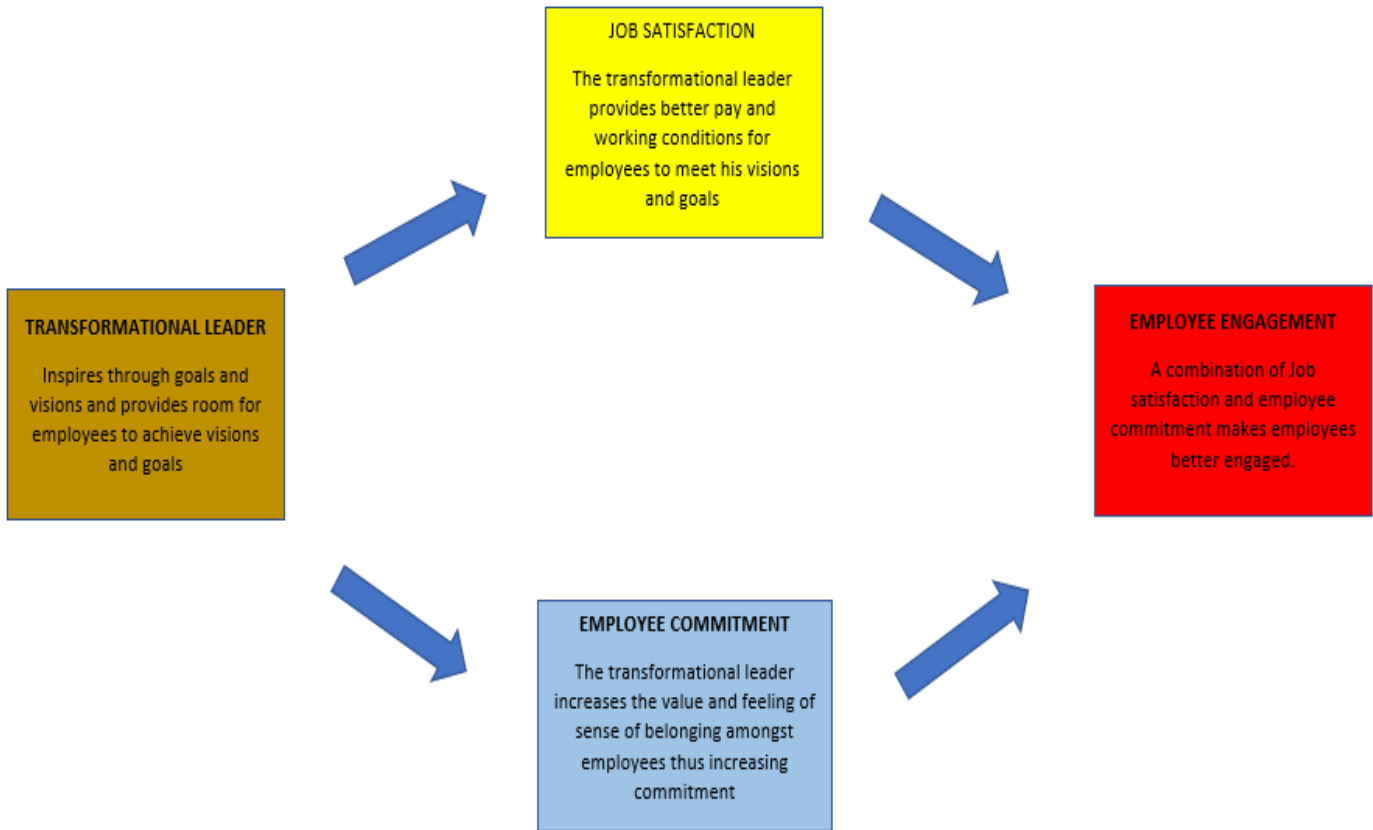 JOB SATISFACTION
The transformational leader
provides better pay and
working conditions for
employees to meet his visions
and goals
TRANSFORMATIONAL LEADER
Inspires through goals and
visions and provides room for
employees to achieve visions
and goals
EMPLOYEE ENGAGEMENT
A combination of Job
satisfaction and employee
commitment makes employees
better engaged.
EMPLOYEE COMMITMENT
The transformational leader
increases the value and feeling of
sense of belonging amongst
employees thus increasing
commitment